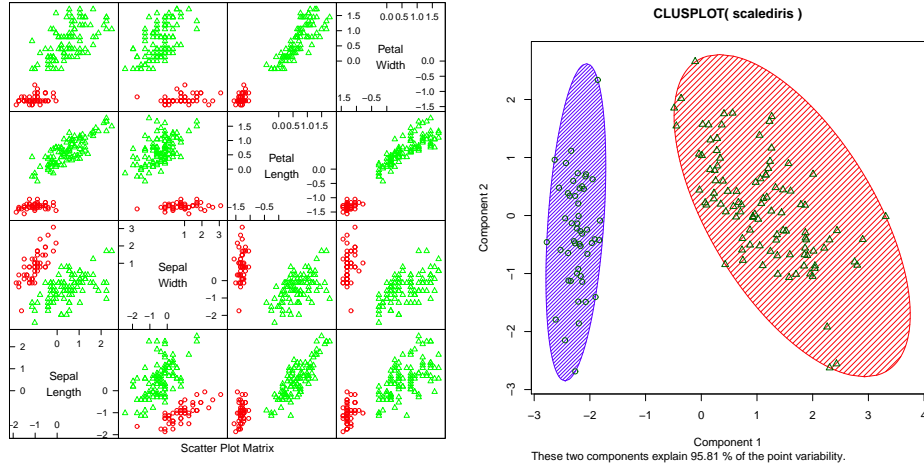 0.0 0.5 1.0 1.5
Petal
Width
1.5
1.0
0.5
0.0
1.5 −0.5
−0.5
−1.0
−1.5
1.5
1.0
0.5
0.0
0.0 0.5 1.0 1.5
Petal
Length
−1.5 −0.5
0.0
−0.5
−1.0
−1.5
3
2
1
0
0 1 2 3
Sepal
Width
−2 −1 0
0
−1
−2
2
1
0
0 1 2
Sepal
Length
−2 −1 0
0
−1
−2
Scatter Plot Matrix
CLUSPLOT( scalediris )
Component 2
2
1
0
−1
−2
−3
−3 −2 −1 0 1 2 3 4
Component 1
These two components explain 95.81 % of the point variability.